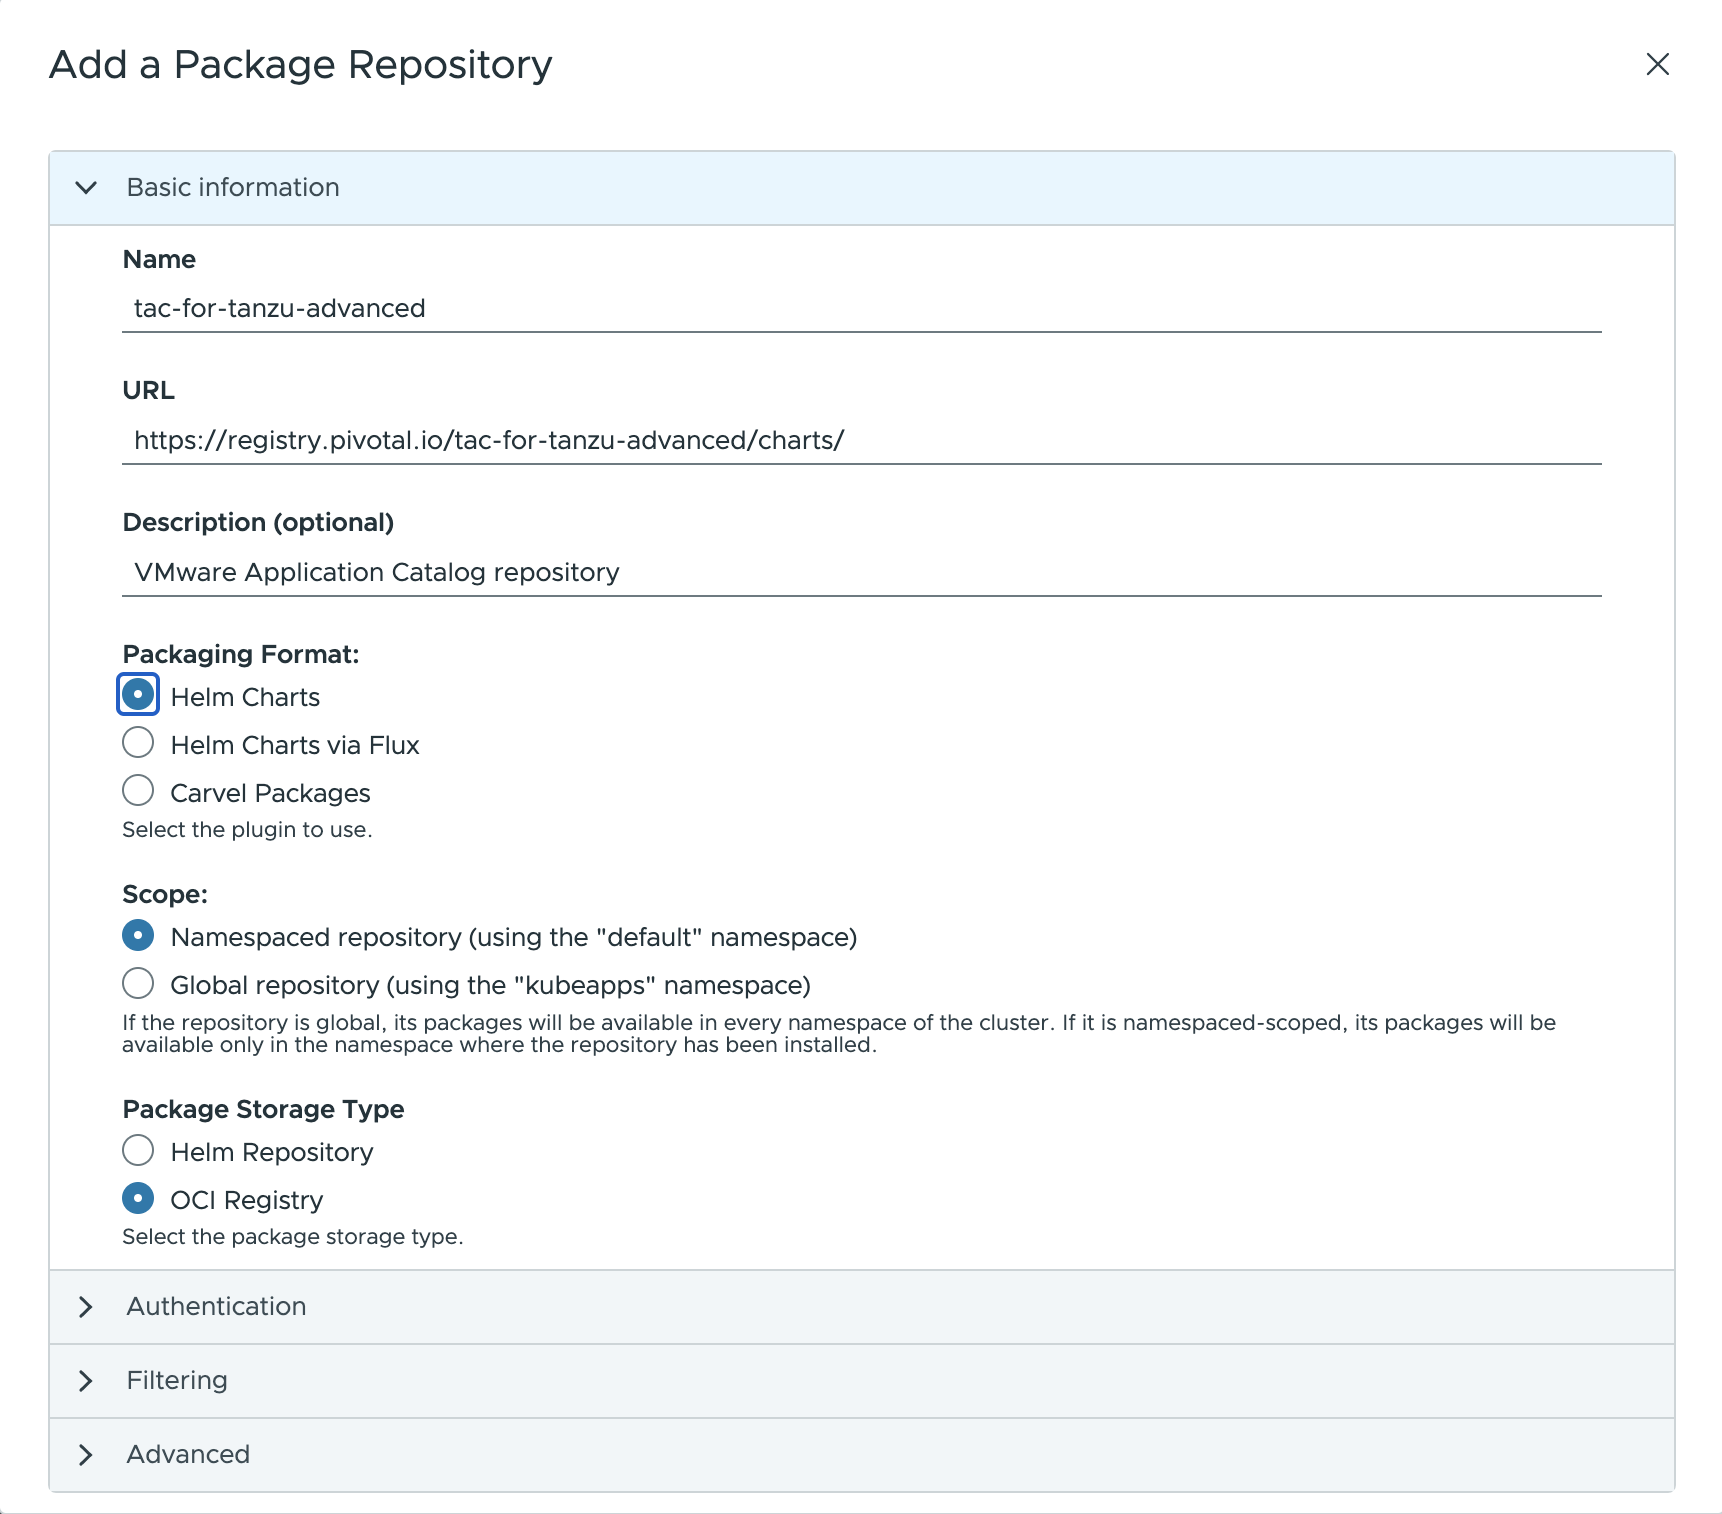 Add a Package Repository
Basic information
Name
tac-for-tanzu-advanced
URL
https://registry.pivotal.io/tac-for-tanzu-advanced/charts/
Description (optional)
VMware Application Catalog repository
Packaging Format:
Helm Charts
Helm Charts via Flux
Carvel Packages
Select the plugin to use.
Scope:
Namespaced repository (using the "default" namespace)
Global repository (using the "kubeapps" namespace)
If the repository is global, its packages will be available in every namespace of the cluster. If it is namespaced-scoped, its packages will be
available only in the namespace where the repository has been installed.
Package Storage Type
Helm Repository
OCI Registry
Select the package storage type.
Authentication
Filtering
Advanced